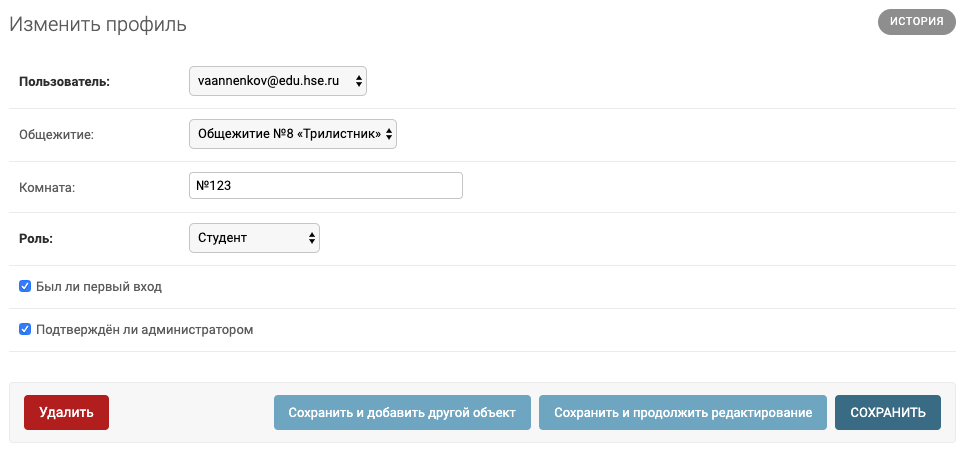 Изменить профиль
ИСТОРИЯ
Пользователь:
vaannenkov@edu.hse.ru
Общежитие:
Общежитие №8 «Трилистник»
Комната:
№123
Роль:
Студент
Был ли первый вход
Подтверждён ли администратором
Удалить
Сохранить и добавить другой объект
Сохранить и продолжить редактирование
СОХРАНИТЬ